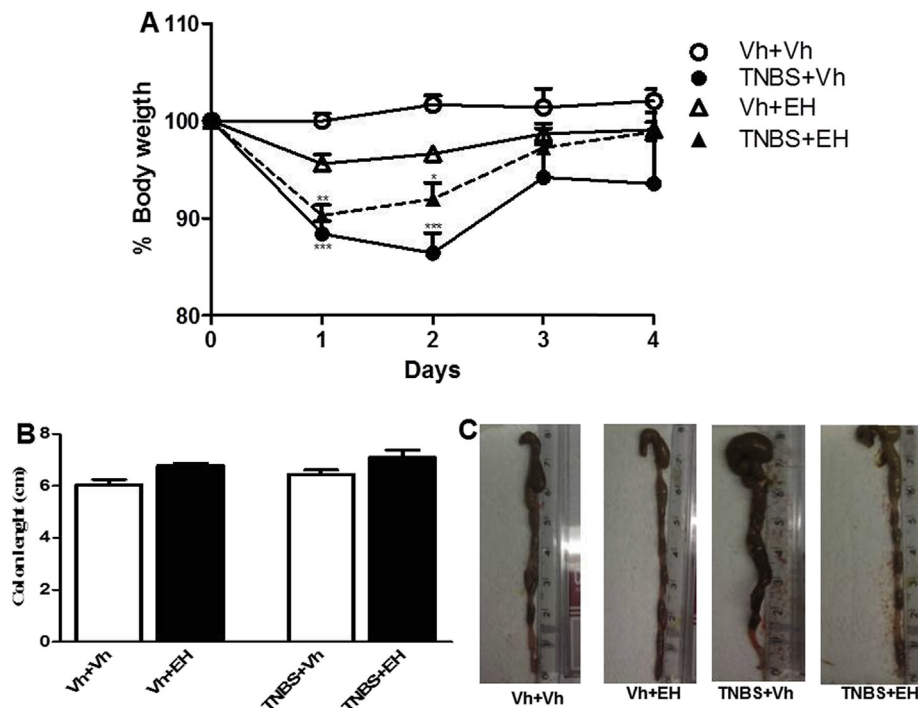 A
110
100
90
80
% Body weigth
** 
***
*
***
0 1 2 3 4
Days
Vh+Vh
TNBS+Vh
Vh+EH
TNBS+EH
B
8
6
4
2
0
Colon lenght (cm)
Vh+Vh
Vh+EH
TNBS+Vh
TNBS+EH
C
Vh+Vh
Vh+EH
TNBS+Vh
TNBS+EH